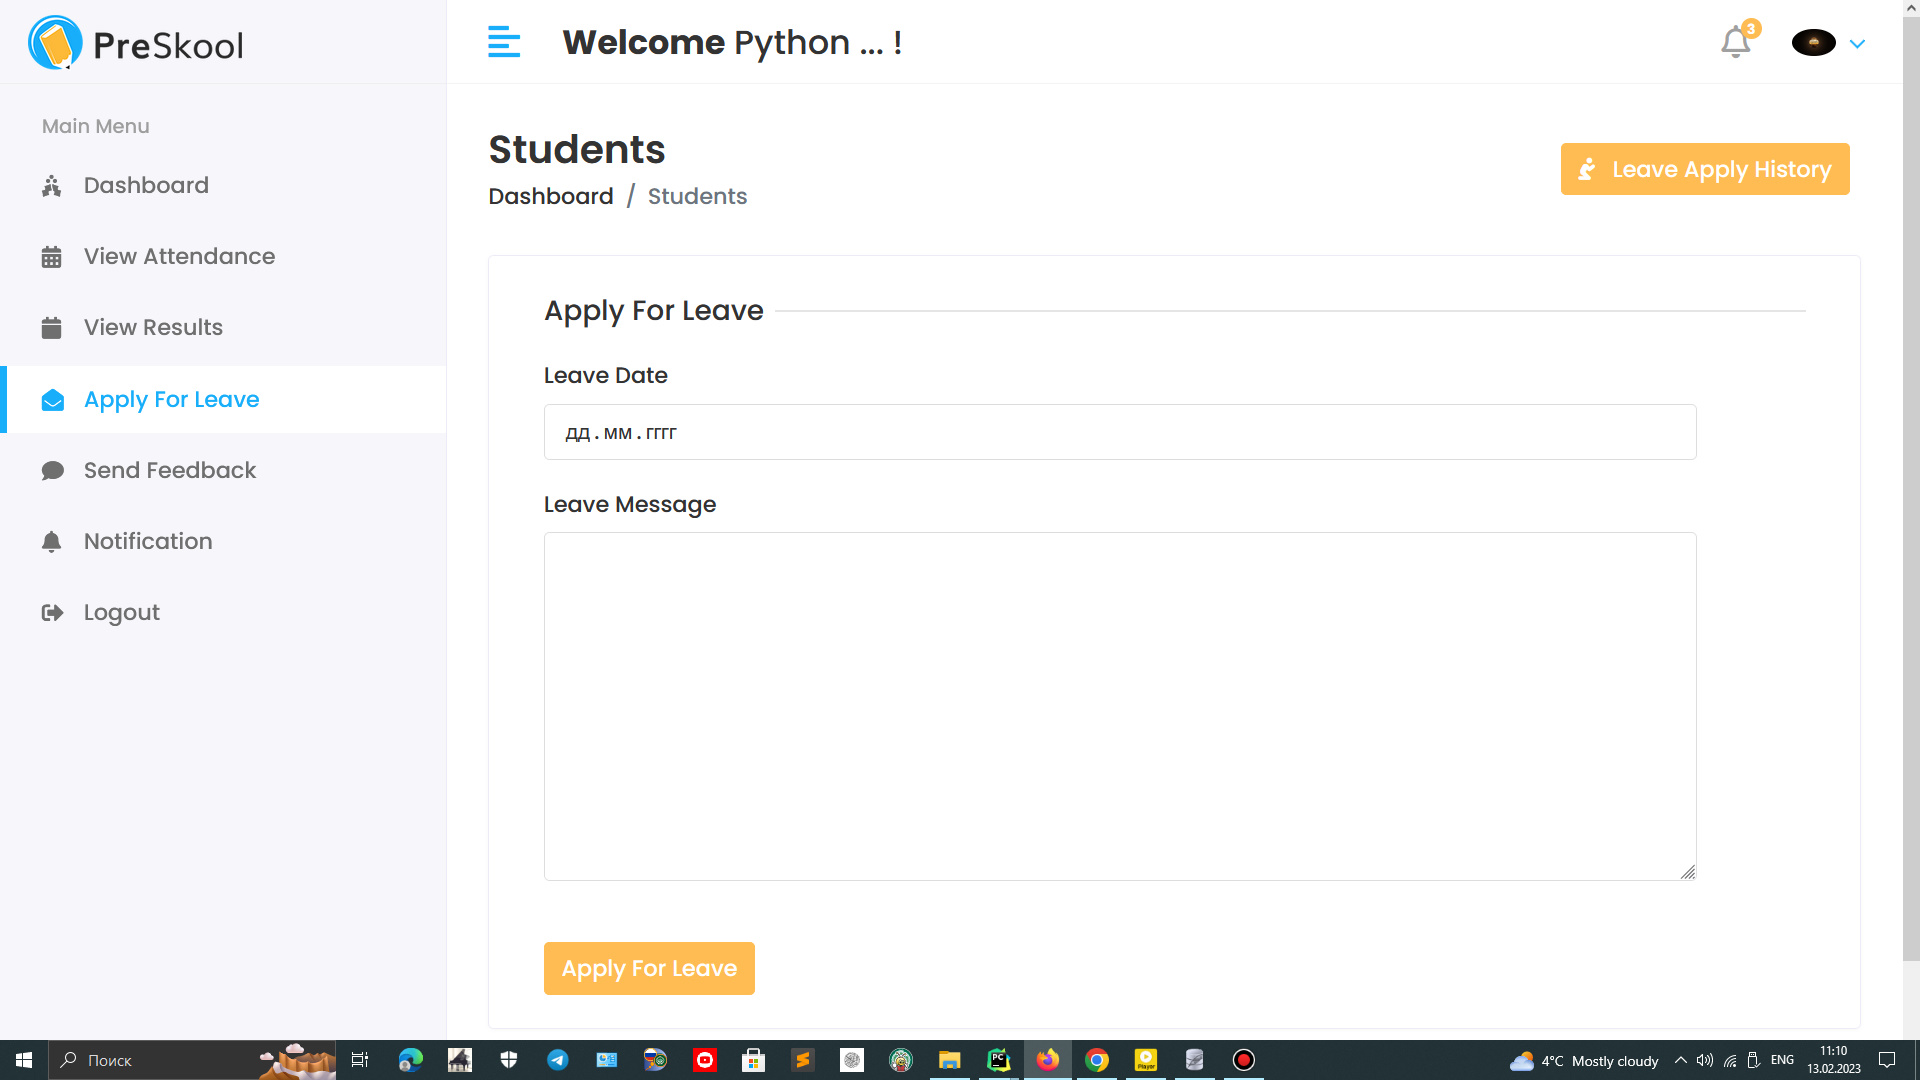 PreSkool
Welcome Python ... !
3
Main Menu
Dashboard
View Attendance
View Results
Apply For Leave
Send Feedback
Notification
Logout
Students
Dashboard / Students
Leave Apply History
Apply For Leave
Leave Date
дд.мм.гггг
Leave Message
Apply For Leave
Поиск
PC
Player
4°C Mostly cloudy
ENG
11:10
13.02.2023